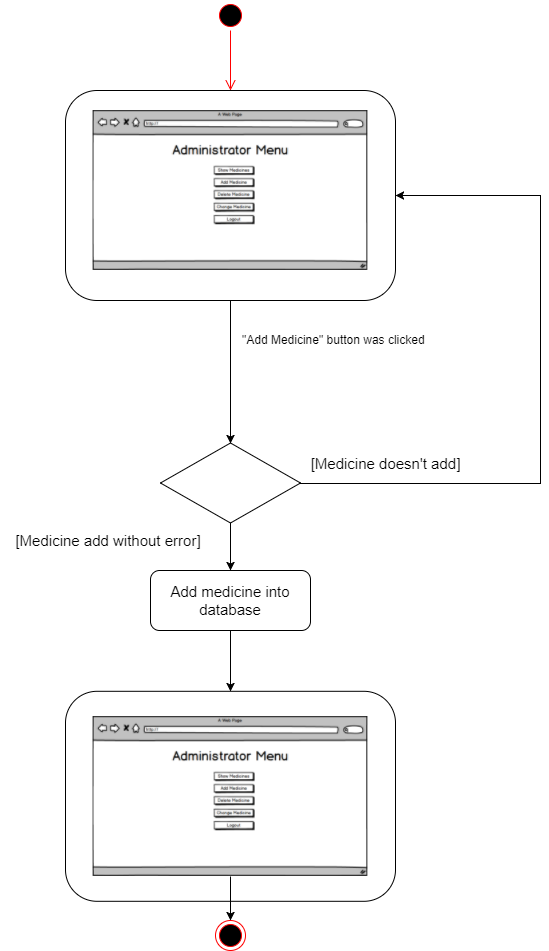 A Web Page
http://
Administrator Menu
Show Medicines
Add Medicine
Delete Medicine
Change Medicine
Logout
"Add Medicine" button was clicked
[Medicine doesn't add]
[Medicine add without error]
Add medicine into
database
A Web Page
http://
Administrator Menu
Show Medicines
Add Medicine
Delete Medicine
Change Medicine
Logout